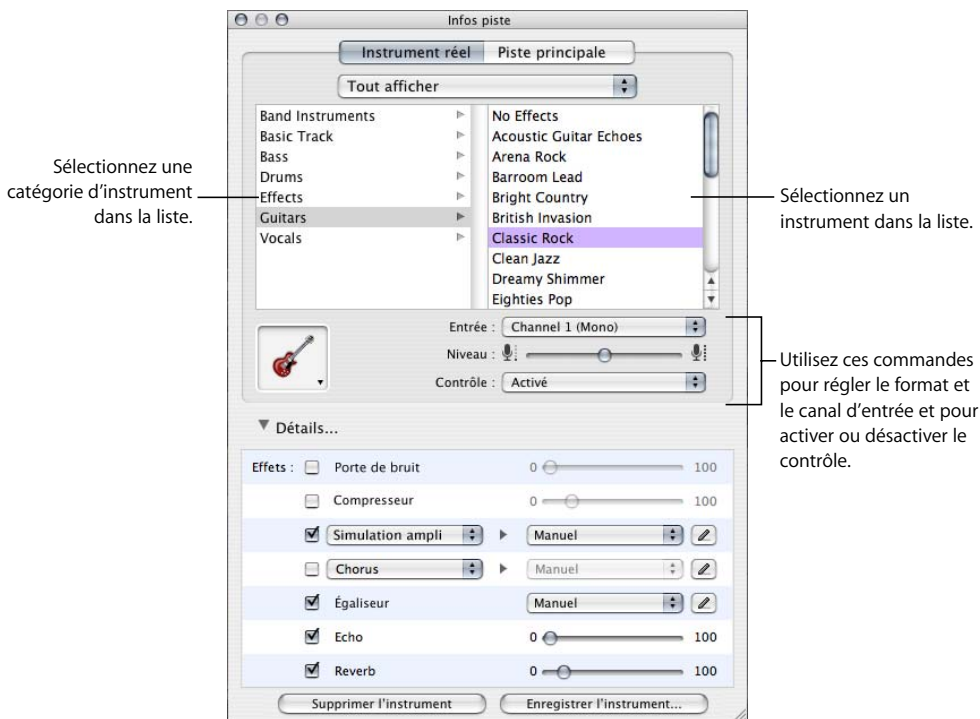 Infos piste
Instrument réel
Piste principale
Tout afficher
Band Instruments
Basic Track
Bass
Drums
Effects
Guitars
Vocals
No Effects
Acoustic Guitar Echoes
Arena Rock
Barroom Lead
Bright Country
British Invasion
Classic Rock
Clean Jazz
Dreamy Shimmer
Eighties Pop
Sélectionnez une
catégorie d'instrument
dans la liste.
Sélectionnez un
instrument dans la liste.
Entrée : Channel 1 (Mono)
Niveau :
Contrôle : Activé
Utilisez ces commandes
pour régler le format et
le canal d'entrée et pour
activer ou désactiver le
contrôle.
Détails...
Effets : Porte de bruit 0 100
Compresseur 0 100
Simulation ampli Manuel
Chorus Manuel
Égaliseur Manuel
Echo 0 100
Reverb 0 100
Supprimer l'instrument
Enregistrer l'instrument...